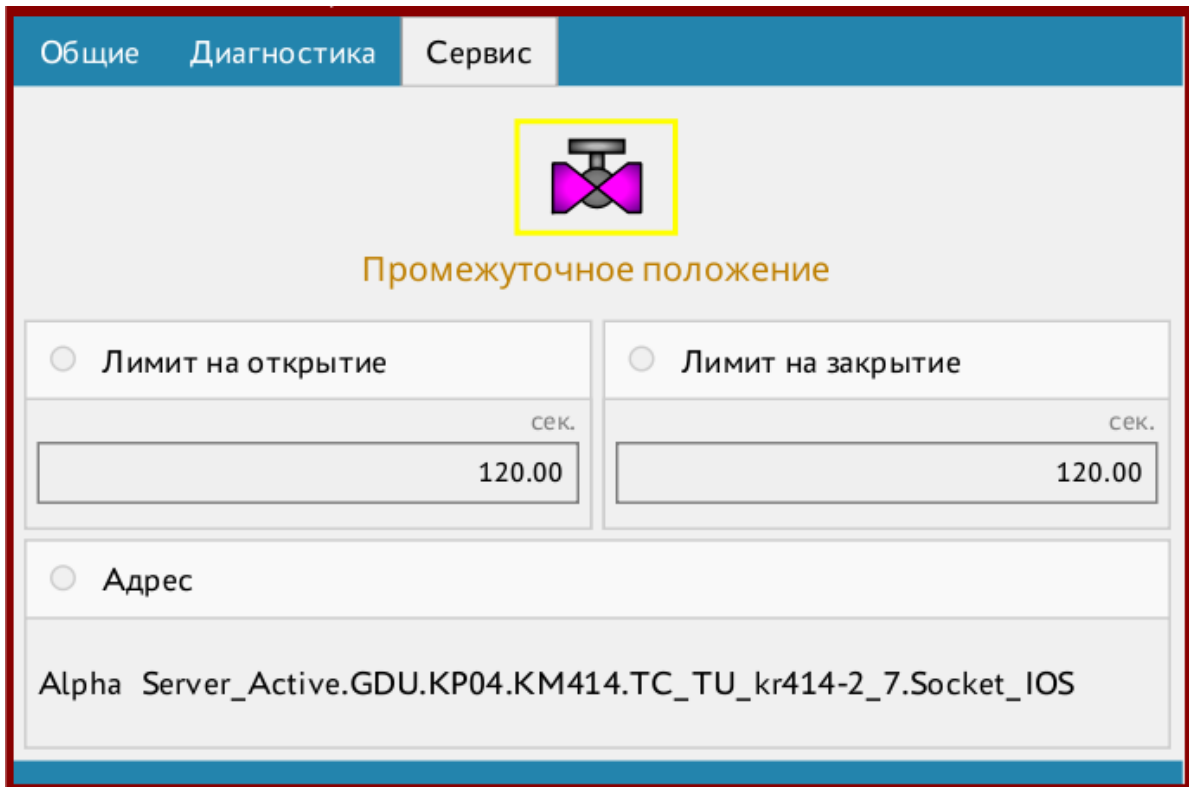 Общие Диагностика Сервис
Промежуточное положение
Лимит на открытие
сек.
120.00
Лимит на закрытие
сек.
120.00
Адрес
Alpha Server_Active.GDU.KP04.KM414.TC_TU_kr414-2_7.Socket_IOS